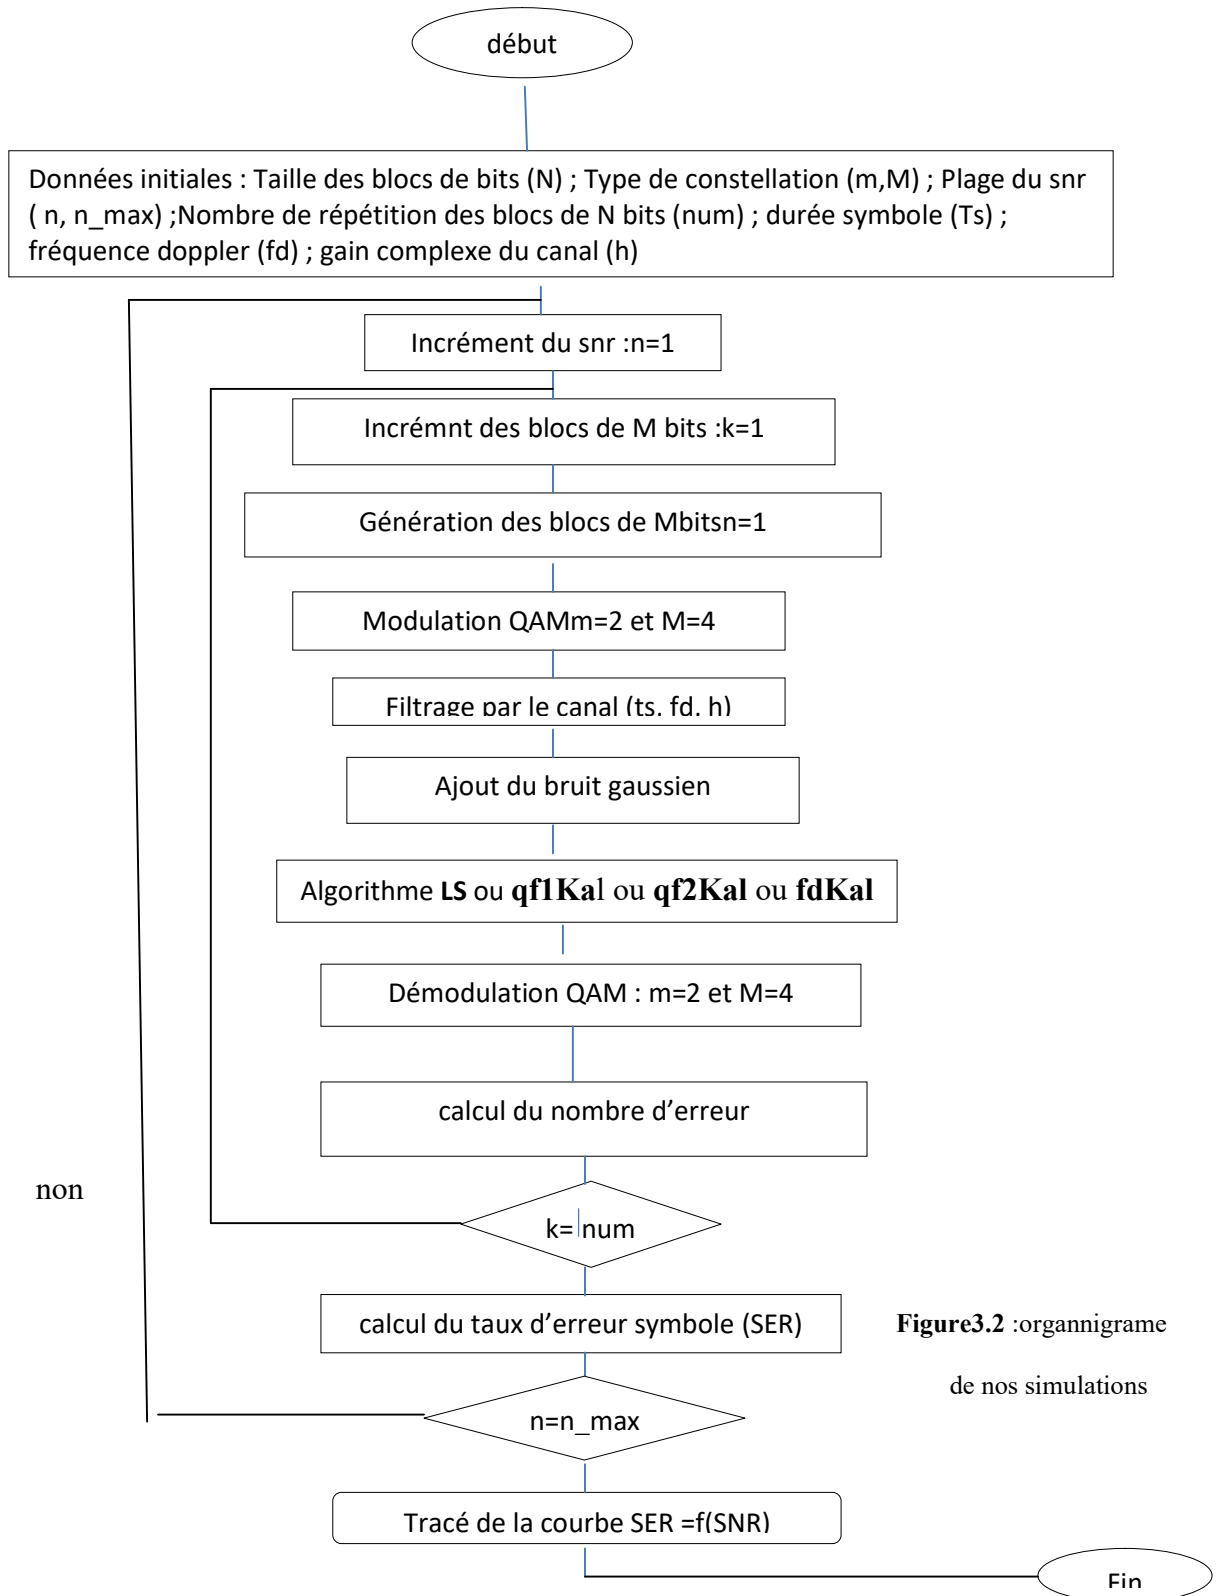 début
Données initiales : Taille des blocs de bits (N) ; Type de constellation (m,M) ; Plage du snr
( n, n_max) ;Nombre de répétition des blocs de N bits (num) ; durée symbole (Ts) ;
fréquence doppler (fd) ; gain complexe du canal (h)
Incrément du snr :n=1
Incrémnt des blocs de M bits :k=1
Génération des blocs de Mbitsn=1
Modulation QAMm=2 et M=4
Filtrage par le canal (ts, fd, h)
Ajout du bruit gaussien
Algorithme LS ou qf1Kal ou qf2Kal ou fdKal
Démodulation QAM : m=2 et M=4
calcul du nombre d’erreur
non
k= num
calcul du taux d’erreur symbole (SER)
Figure3.2 :organnigrame
de nos simulations
n=n_max
Tracé de la courbe SER =f(SNR)
Fin